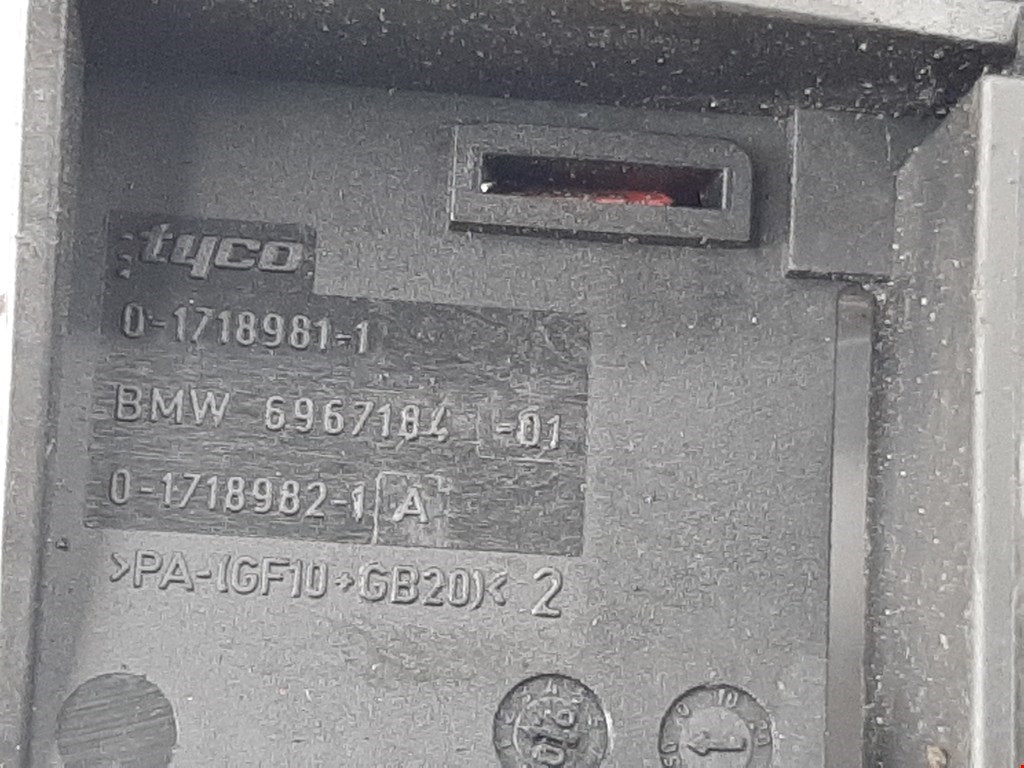 tyco
0-1718981-1
BMW 6967184 -01
0-1718982-1 A
>PA-(GF10+GB20)< 2